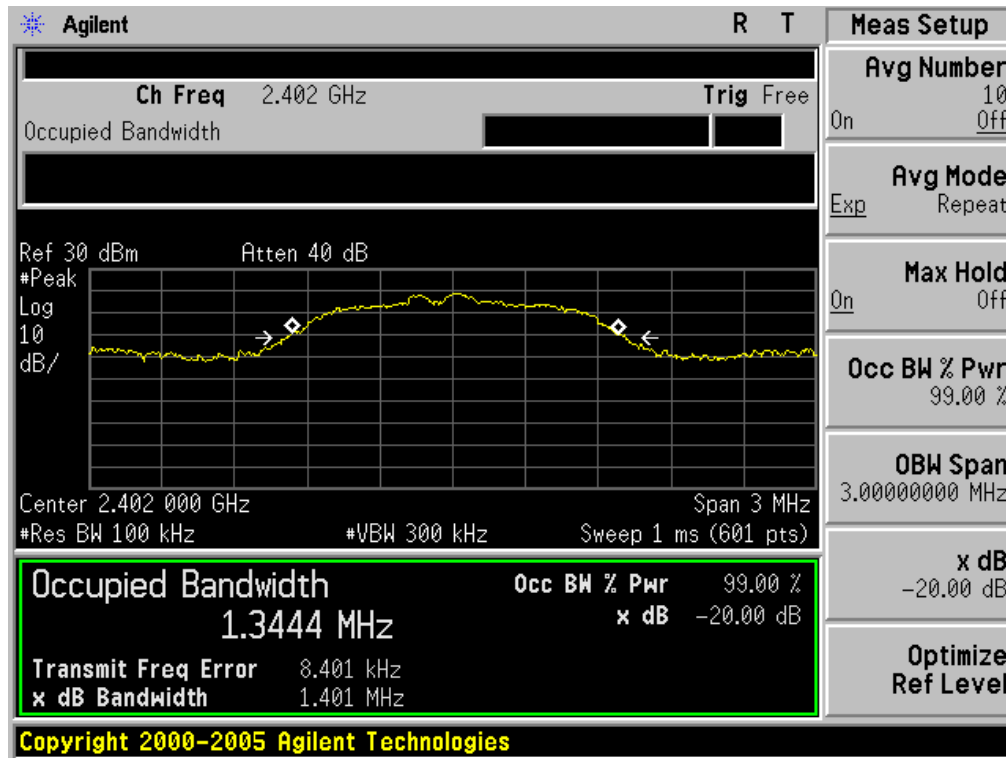 Agilent R T
Ch Freq 2.402 GHz Trig Free
Occupied Bandwidth
Ref 30 dBm Atten 40 dB
#Peak
Log
10
dB/
Center 2.402 000 GHz Span 3 MHz
#Res BW 100 kHz #VBW 300 kHz Sweep 1 ms (601 pts)
Occupied Bandwidth
1.3444 MHz
Occ BW % Pwr 99.00 %
x dB -20.00 dB
Transmit Freq Error 8.401 kHz
x dB Bandwidth 1.401 MHz
Copyright 2000-2005 Agilent Technologies
Meas Setup
Avg Number
10
On Off
Avg Mode
Exp Repeat
Max Hold
On Off
Occ BW % Pwr
99.00 %
OBW Span
3.00000000 MHz
x dB
-20.00 dB
Optimize
Ref Level